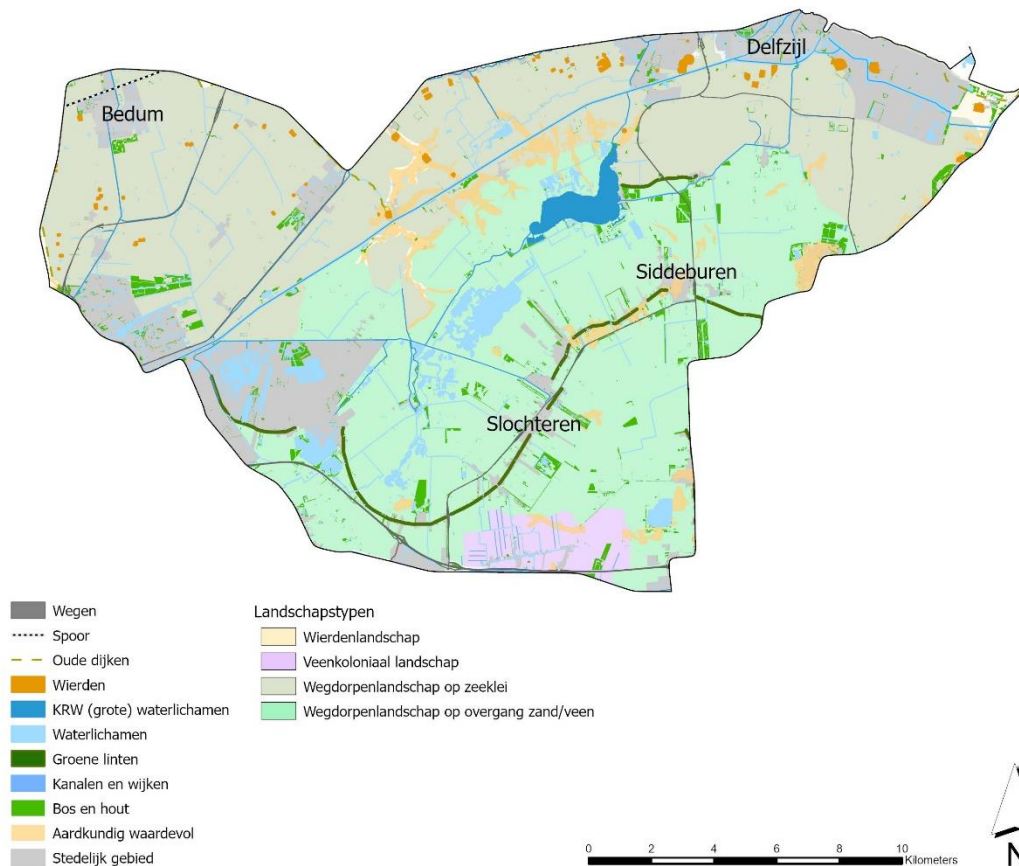 Delfzijl
Bedum
Siddeburen
Slochteren
Wegen
Spoor
Oude dijken
Wierden
KRW (grote) waterlichamen
Waterlichamen
Groene linten
Kanalen en wijken
Bos en hout
Aardkundig waardevol
Stedelijk gebied
Landschapstypen
Wierdenlandschap
Veenkoloniaal landschap
Wegdorpenlandschap op zeeklei
Wegdorpenlandschap op overgang zand/veen
0 2 4 6 8 10
Kilometers
N